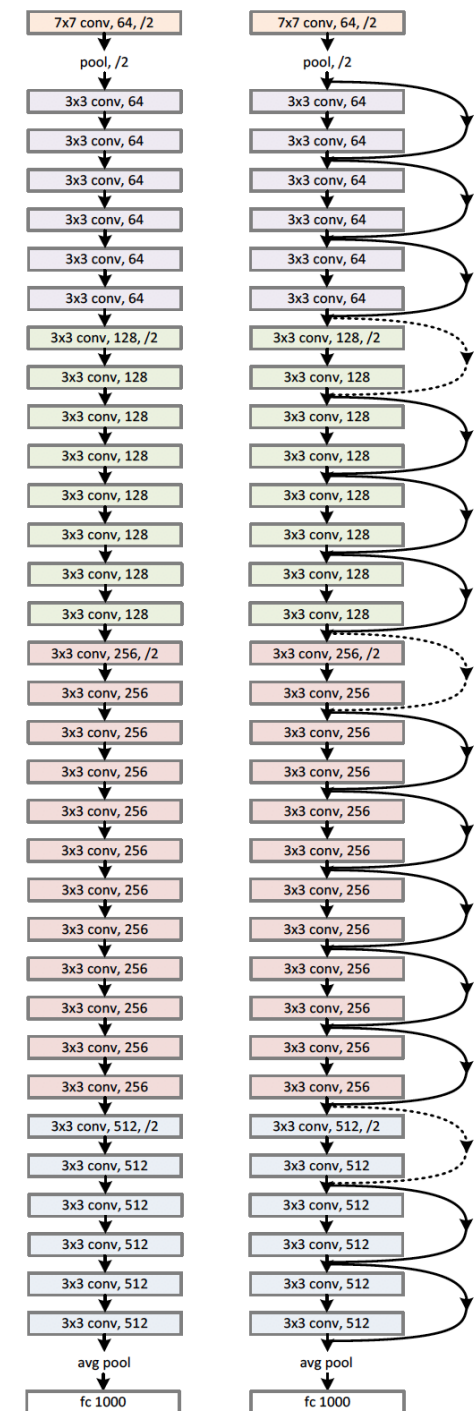 7x7 conv, 64, /2
pool, /2
3x3 conv, 64
3x3 conv, 64
3x3 conv, 64
3x3 conv, 64
3x3 conv, 64
3x3 conv, 64
3x3 conv, 128, /2
3x3 conv, 128
3x3 conv, 128
3x3 conv, 128
3x3 conv, 128
3x3 conv, 128
3x3 conv, 128
3x3 conv, 128
3x3 conv, 256, /2
3x3 conv, 256
3x3 conv, 256
3x3 conv, 256
3x3 conv, 256
3x3 conv, 256
3x3 conv, 256
3x3 conv, 256
3x3 conv, 256
3x3 conv, 256
3x3 conv, 256
3x3 conv, 256
3x3 conv, 512, /2
3x3 conv, 512
3x3 conv, 512
3x3 conv, 512
3x3 conv, 512
3x3 conv, 512
avg pool
fc 1000
7x7 conv, 64, /2
pool, /2
3x3 conv, 64
3x3 conv, 64
3x3 conv, 64
3x3 conv, 64
3x3 conv, 64
3x3 conv, 64
3x3 conv, 128, /2
3x3 conv, 128
3x3 conv, 128
3x3 conv, 128
3x3 conv, 128
3x3 conv, 128
3x3 conv, 128
3x3 conv, 128
3x3 conv, 256, /2
3x3 conv, 256
3x3 conv, 256
3x3 conv, 256
3x3 conv, 256
3x3 conv, 256
3x3 conv, 256
3x3 conv, 256
3x3 conv, 256
3x3 conv, 256
3x3 conv, 256
3x3 conv, 256
3x3 conv, 512, /2
3x3 conv, 512
3x3 conv, 512
3x3 conv, 512
3x3 conv, 512
3x3 conv, 512
avg pool
fc 1000